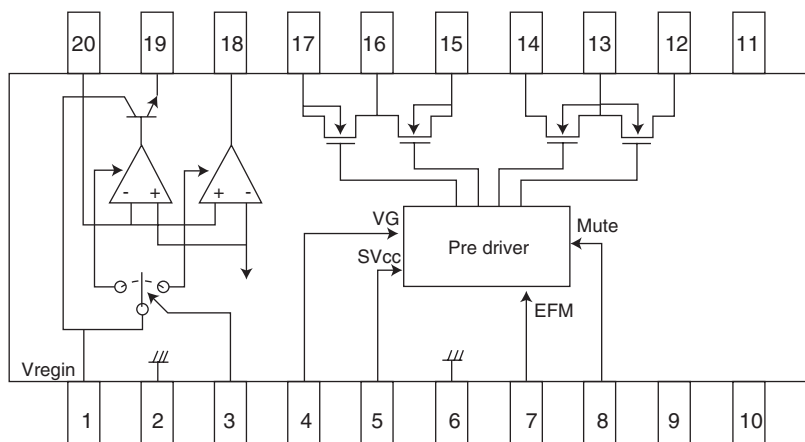 20 19 18 17 16 15 14 13 12 11
- + + -
VG
SVcc
Pre driver
Mute
EFM
Vregin
1 2 3 4 5 6 7 8 9 10